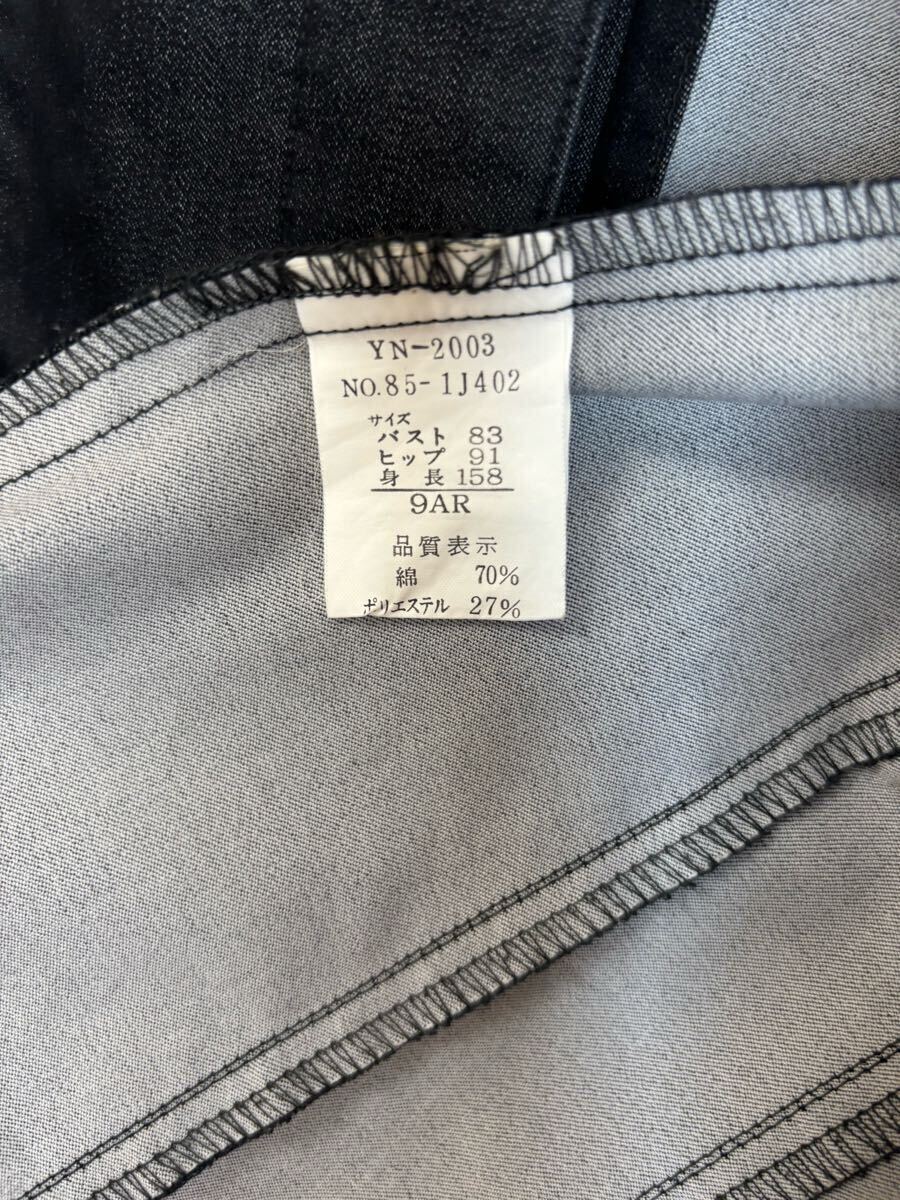 YN-2003
NO.85-1J402
サイズ
バスト 83
ヒップ 91
身長 158
9AR
品質表示
綿 70%
ポリエステル 27%